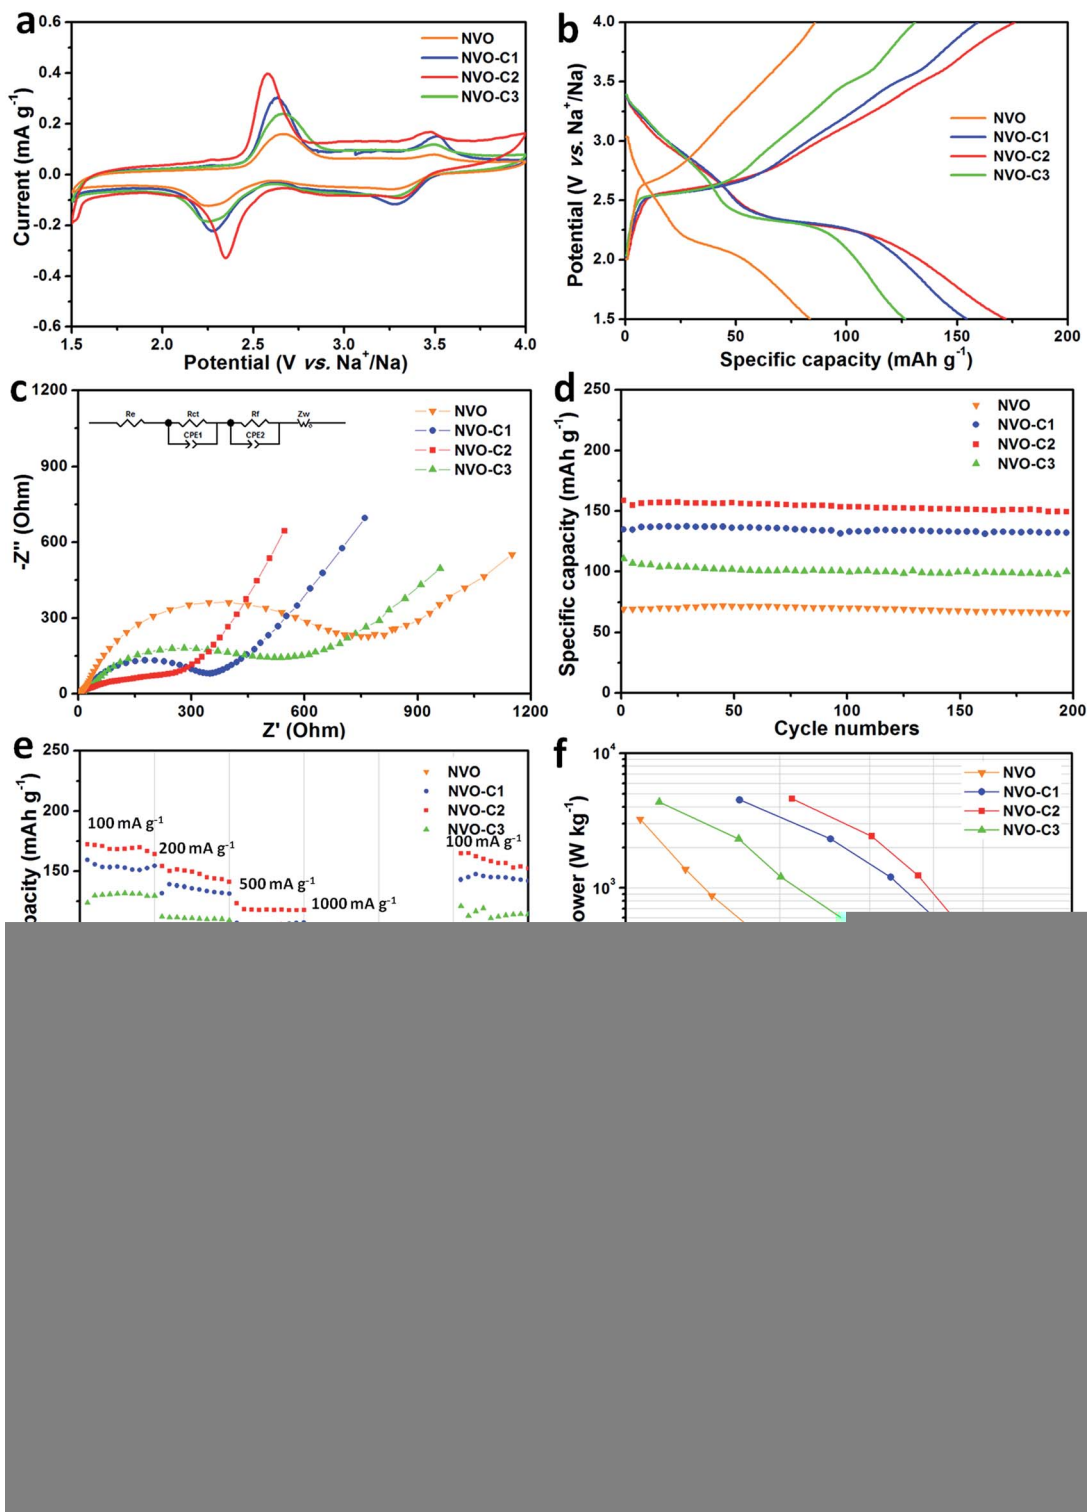 a
0.6
0.4
0.2
0.0
-0.2
-0.4
-0.6
Current (mA g⁻¹)
NVO
NVO-C1
NVO-C2
NVO-C3
1.5 2.0 2.5 3.0 3.5 4.0
Potential (V vs. Na⁺/Na)
b
4.0
3.5
3.0
2.5
2.0
1.5
Potential (V vs. Na⁺/Na)
NVO
NVO-C1
NVO-C2
NVO-C3
0 50 100 150 200
Specific capacity (mAh g⁻¹)
c
1200
900
600
300
0
-Z'' (Ohm)
Re Rct Rf Zw
CPE1 CPE2
NVO
NVO-C1
NVO-C2
NVO-C3
0 300 600 900 1200
Z' (Ohm)
d
250
200
150
100
50
0
Specific capacity (mAh g⁻¹)
NVO
NVO-C1
NVO-C2
NVO-C3
0 50 100 150 200
Cycle numbers
e
250
200
150
pacity (mAh g⁻¹)
NVO
NVO-C1
NVO-C2
NVO-C3
100 mA g⁻¹
200 mA g⁻¹
500 mA g⁻¹
1000 mA g⁻¹
100 mA g⁻¹
f
10⁴
10³
ower (W kg⁻¹)
NVO
NVO-C1
NVO-C2
NVO-C3